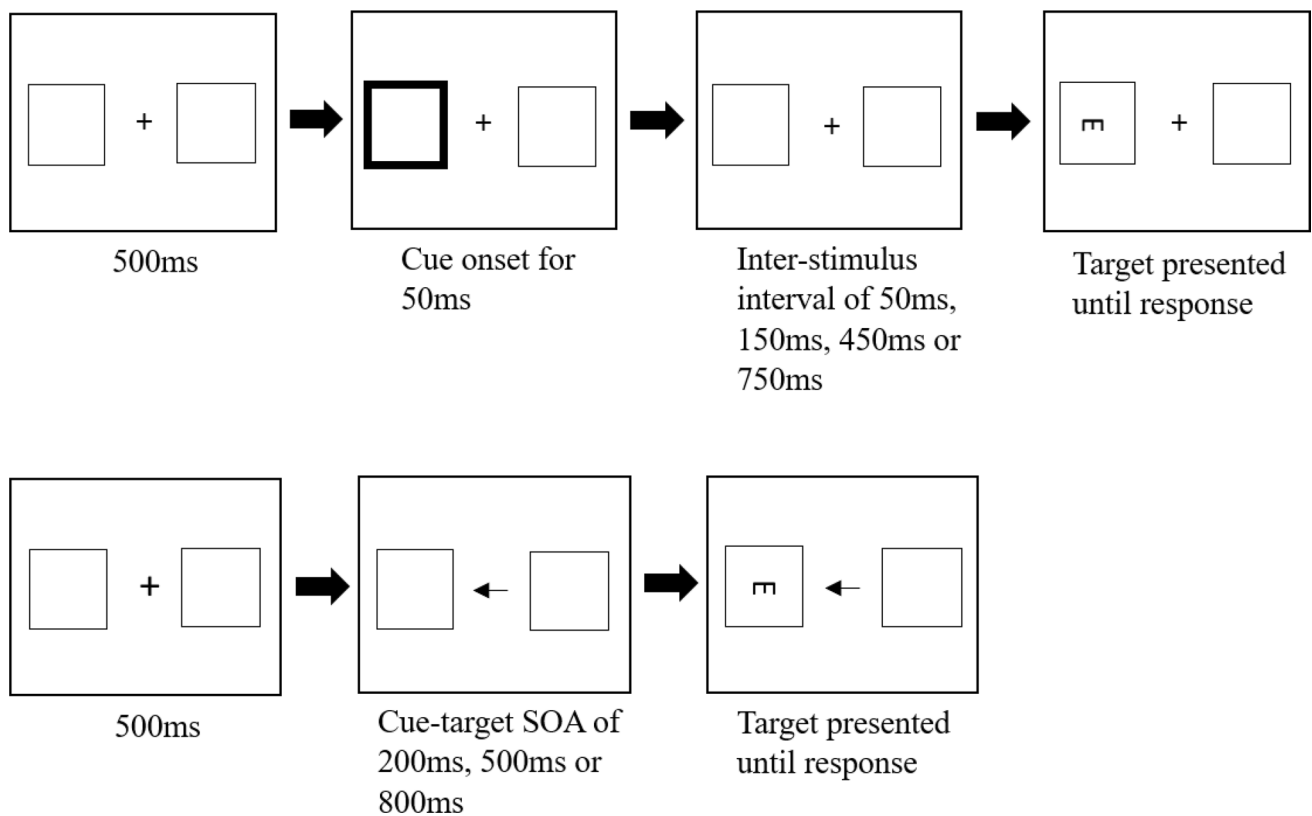 + + + E +
500ms
Cue onset for
50ms
Inter-stimulus
interval of 50ms,
150ms, 450ms or
750ms
Target presented
until response
+ E
500ms
Cue-target SOA of
200ms, 500ms or
800ms
Target presented
until response